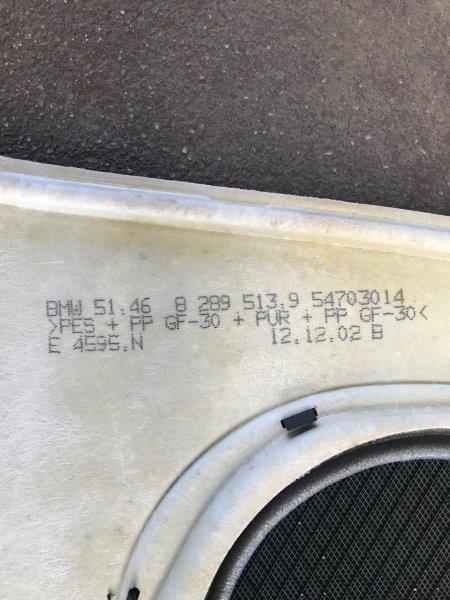 BMW 51.46 8 289 513.9 54703014
>PES + PP GF-30 + PUR + PP GF-30<
E 4595.N 12.12.02 B